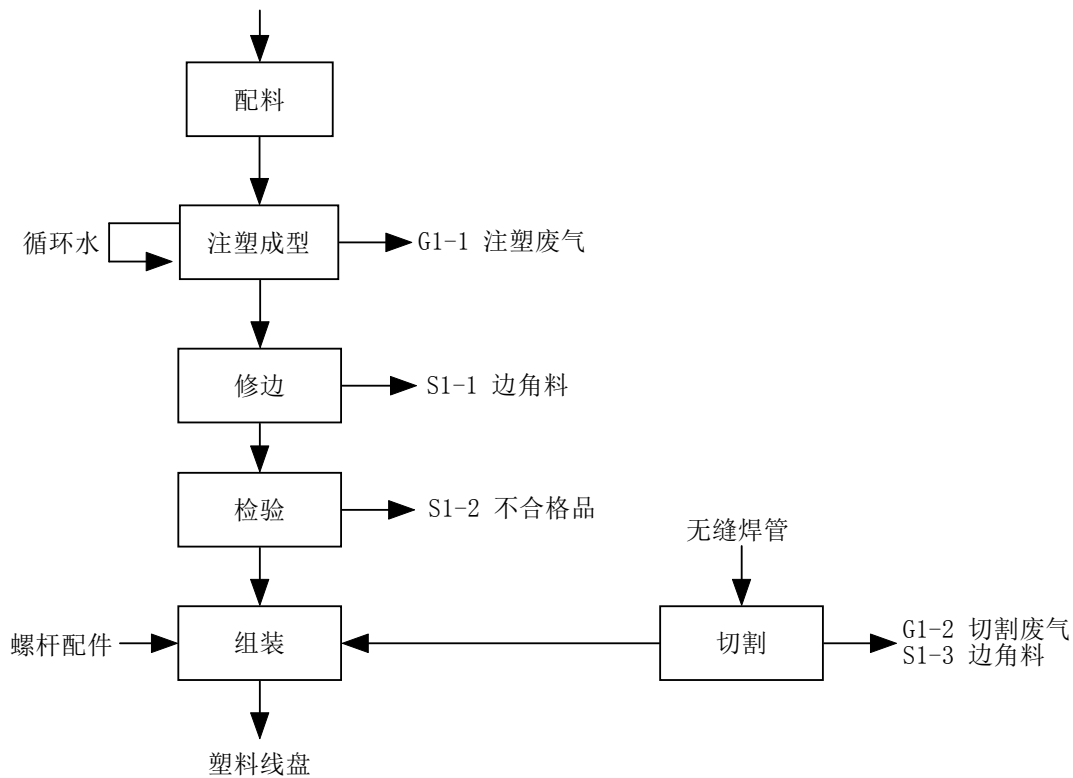 配料
循环水
注塑成型
G1-1 注塑废气
修边
S1-1 边角料
检验
S1-2 不合格品
无缝焊管
螺杆配件
组装
切割
G1-2 切割废气
S1-3 边角料
塑料线盘